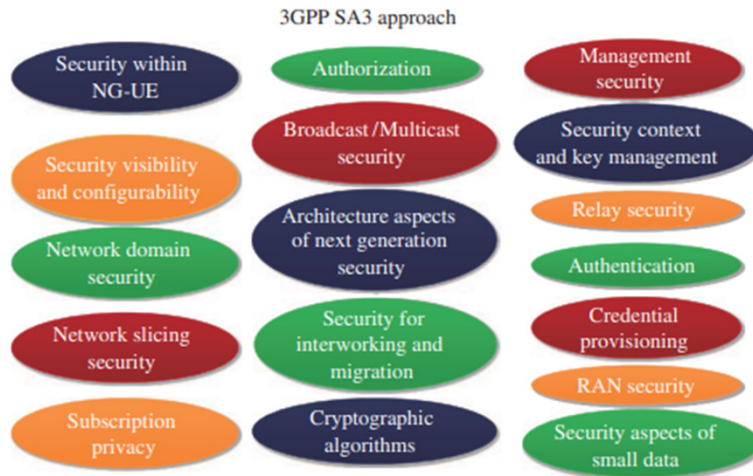 3GPP SA3 approach
Security within
NG-UE
Security visibility
and configurability
Network domain
security
Network slicing
security
Subscription
privacy
Authorization
Broadcast/Multicast
security
Architecture aspects
of next generation
security
Security for
interworking and
migration
Cryptographic
algorithms
Management
security
Security context
and key management
Relay security
Authentication
Credential
provisioning
RAN security
Security aspects of
small data